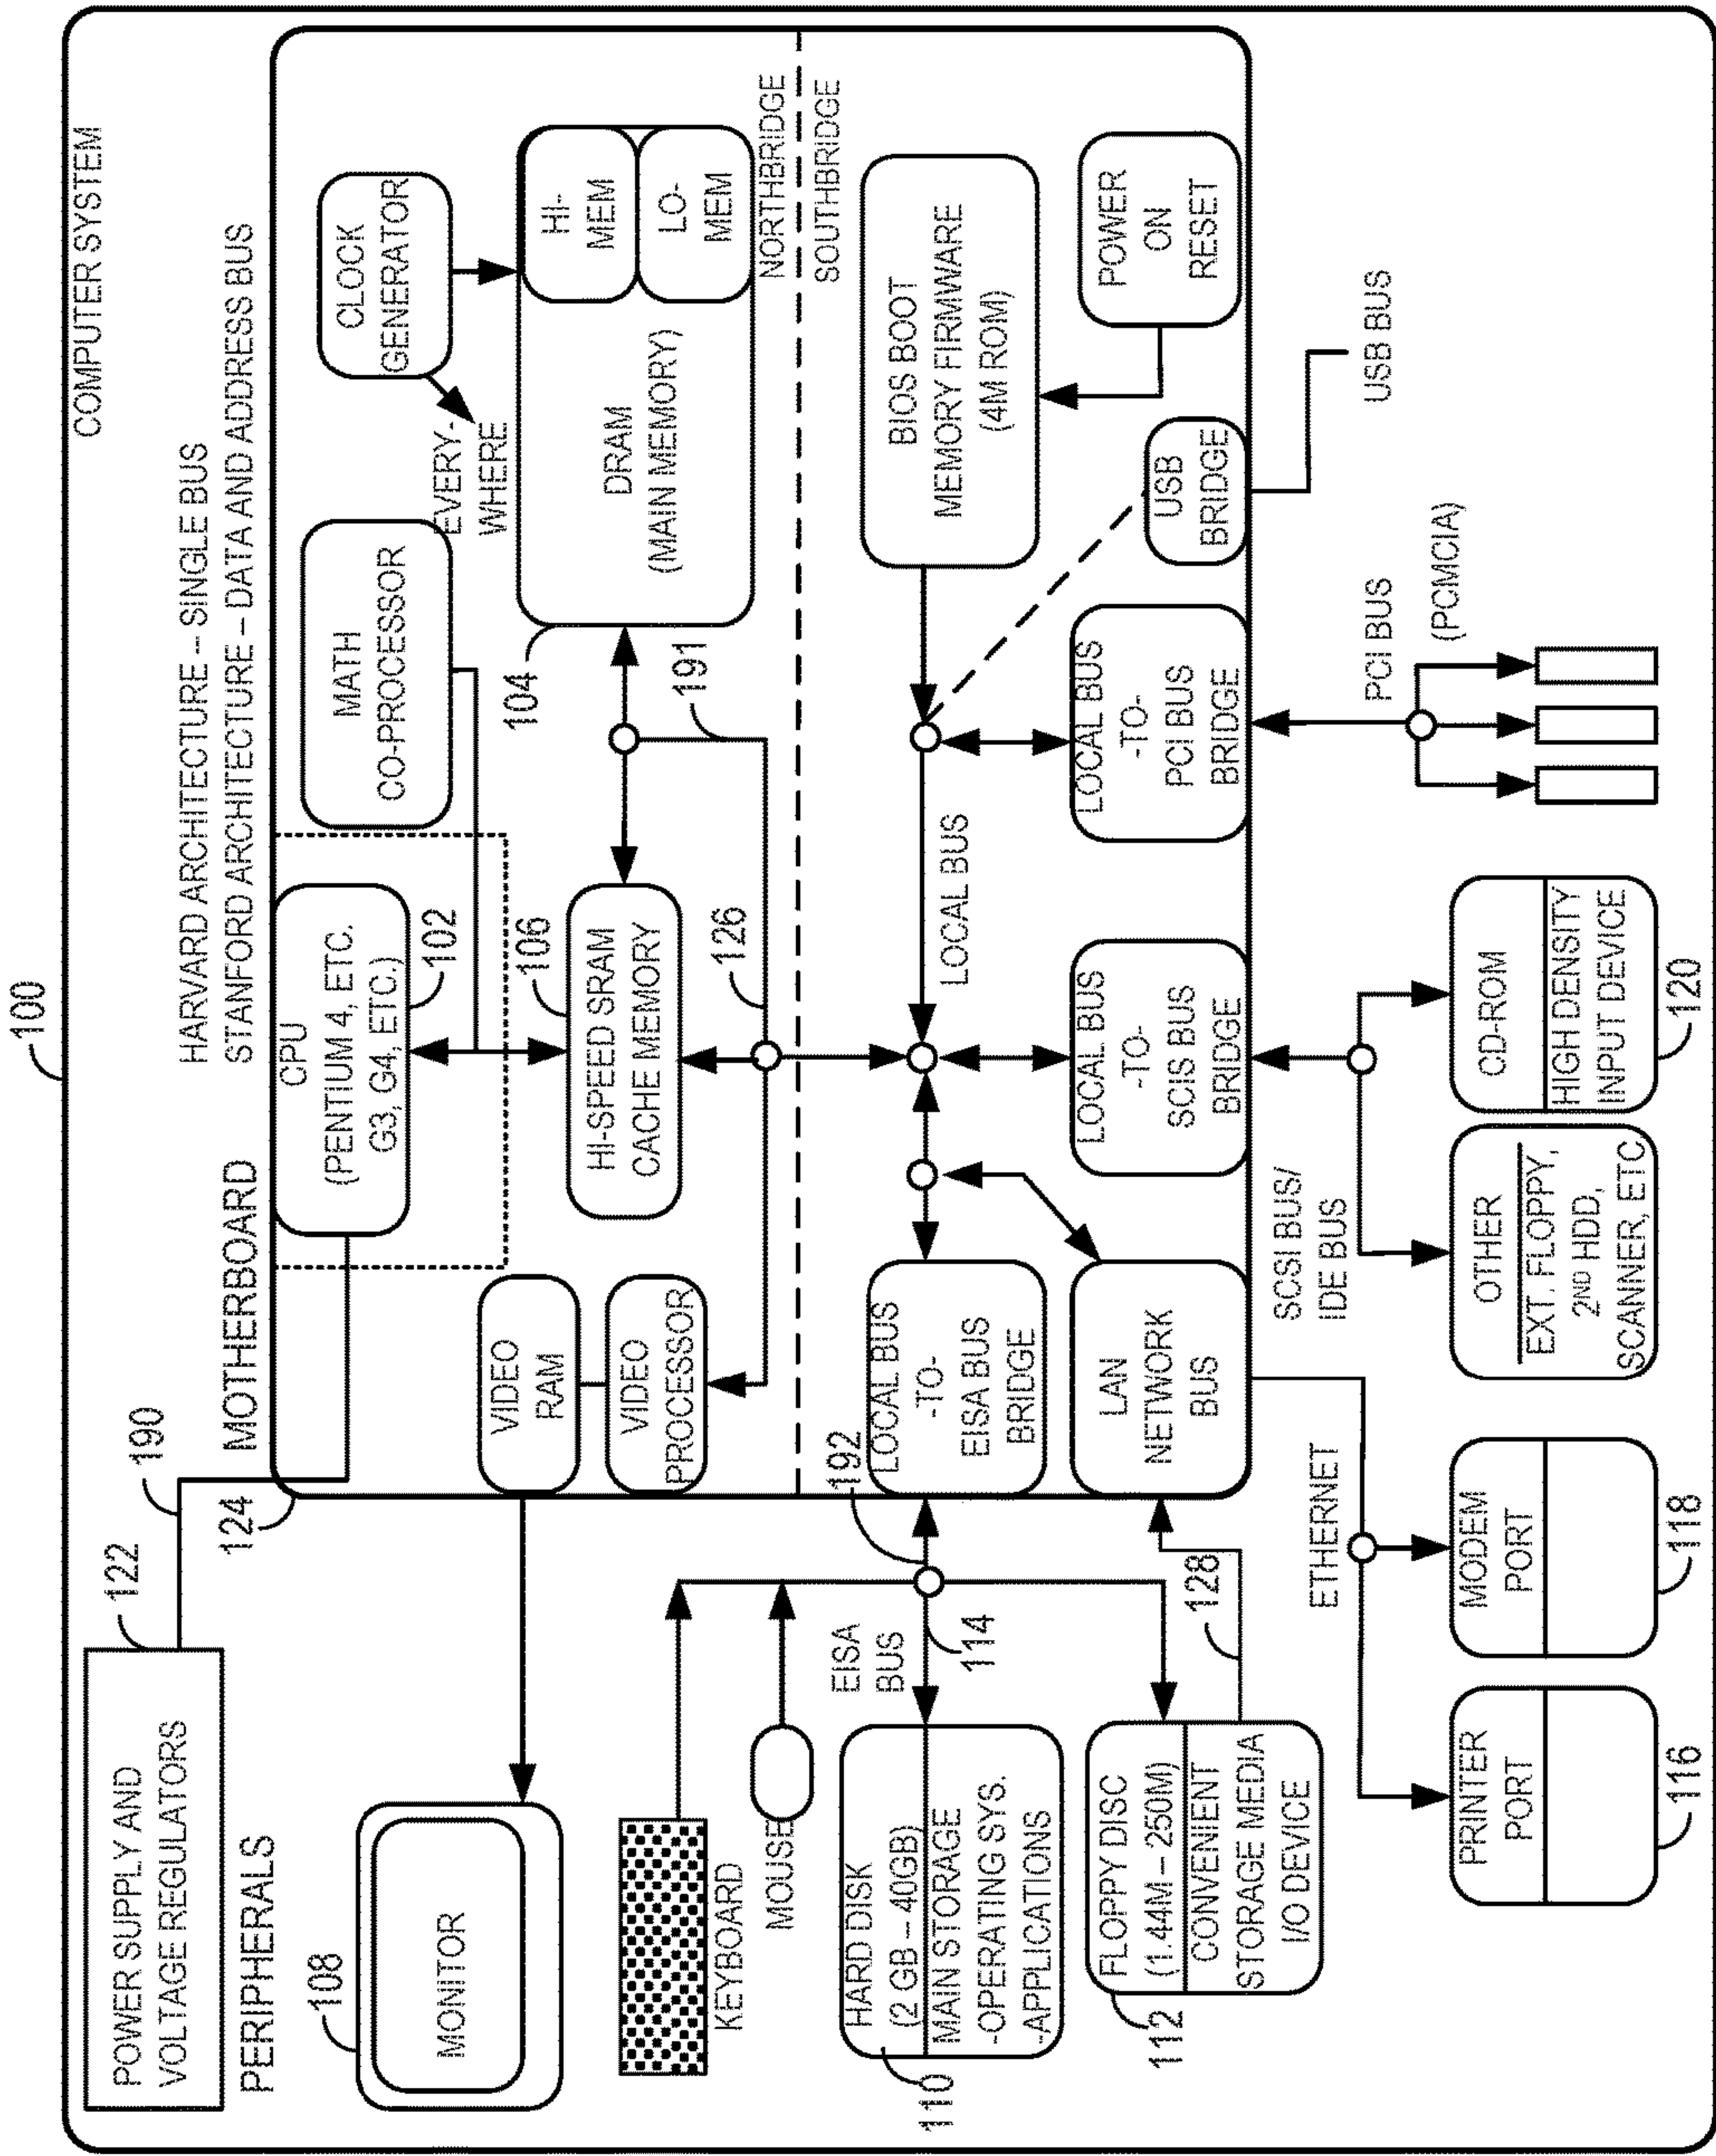 100
COMPUTER SYSTEM
HARVARD ARCHITECTURE – SINGLE BUS
STANFORD ARCHITECTURE – DATA AND ADDRESS BUS
POWER SUPPLY AND
VOLTAGE REGULATORS
122
190
MOTHERBOARD
124
PERIPHERALS
108
MONITOR
KEYBOARD
MOUSE
HARD DISK
(2 GB – 40GB)
MAIN STORAGE
-OPERATING SYS.
-APPLICATIONS
110
FLOPPY DISC
(1.44M – 250M)
CONVENIENT
STORAGE MEDIA
I/O DEVICE
112
EISA
BUS
114
192
128
CPU
(PENTIUM 4, ETC.
G3, G4, ETC.)
102
MATH
CO-PROCESSOR
CLOCK
GENERATOR
EVERY-
WHERE
VIDEO
RAM
VIDEO
PROCESSOR
106
HI-SPEED SRAM
CACHE MEMORY
126
104
191
DRAM
(MAIN MEMORY)
HI-
MEM
LO-
MEM
NORTHBRIDGE
SOUTHBRIDGE
LOCAL BUS
-TO-
EISA BUS
BRIDGE
LAN
NETWORK
BUS
LOCAL BUS
LOCAL BUS
-TO-
SCIS BUS
BRIDGE
LOCAL BUS
-TO-
PCI BUS
BRIDGE
BIOS BOOT
MEMORY FIRMWARE
(4M ROM)
USB
BRIDGE
POWER
ON
RESET
ETHERNET
SCSI BUS/
IDE BUS
PCI BUS
(PCMCIA)
USB BUS
PRINTER
PORT
116
MODEM
PORT
118
OTHER
EXT. FLOPPY,
2ND HDD,
SCANNER, ETC
CD-ROM
HIGH DENSITY
INPUT DEVICE
120